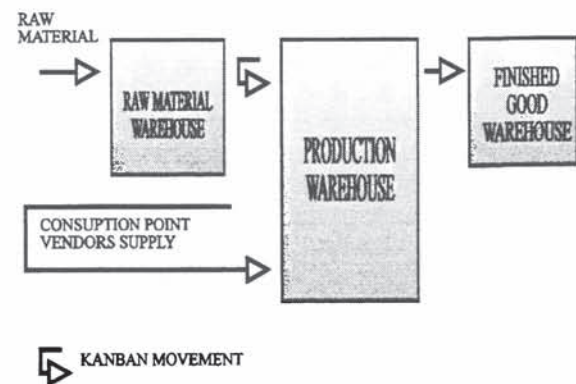 RAW
MATERIAL
RAW MATERIAL
WAREHOUSE
PRODUCTION
WAREHOUSE
FINISHED
GOOD
WAREHOUSE
CONSUPTION POINT
VENDORS SUPPLY
KANBAN MOVEMENT